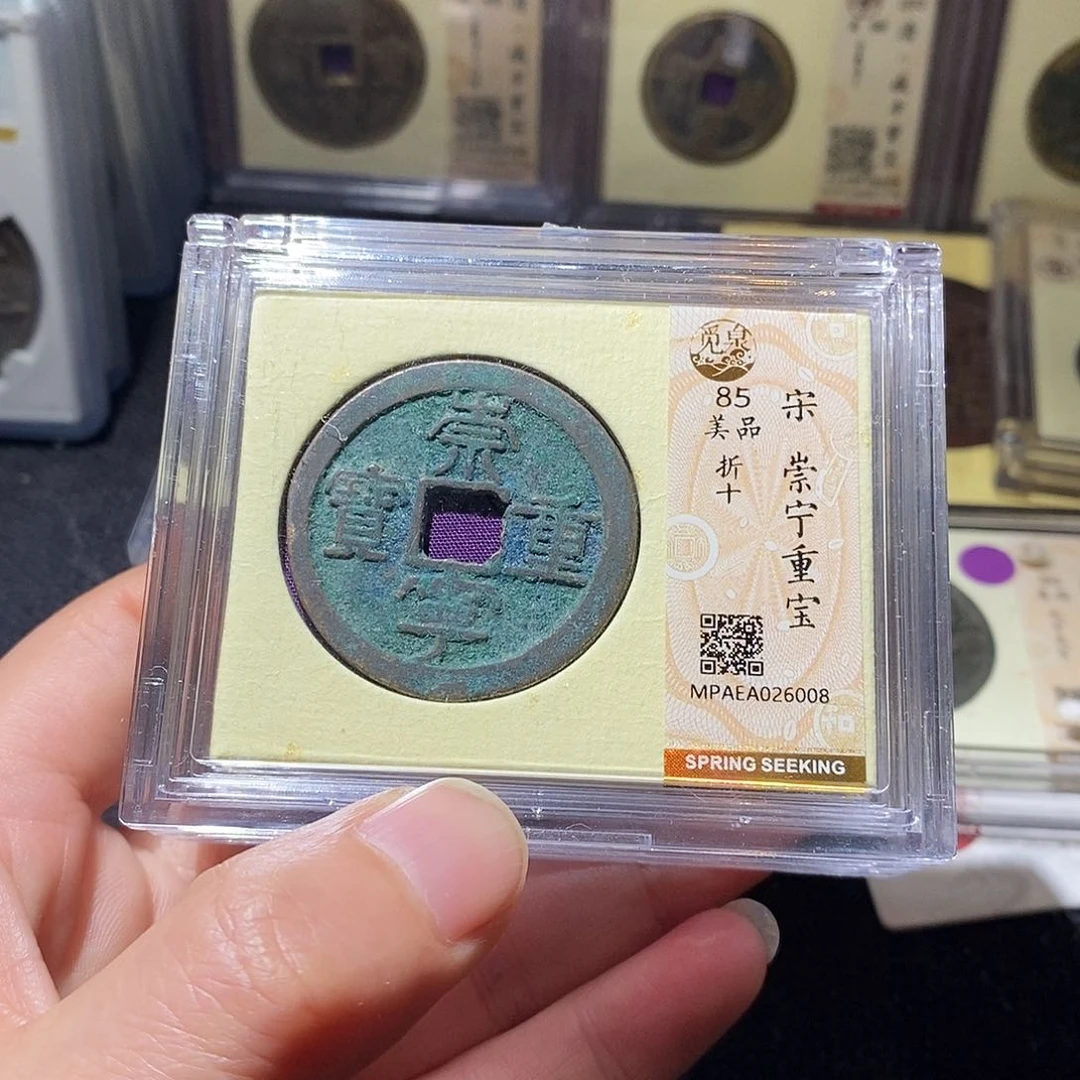 崇
寧
重
寶
觅泉
85
美品
折十
宋 崇宁重宝
MPAEA026008
SPRING SEEKING